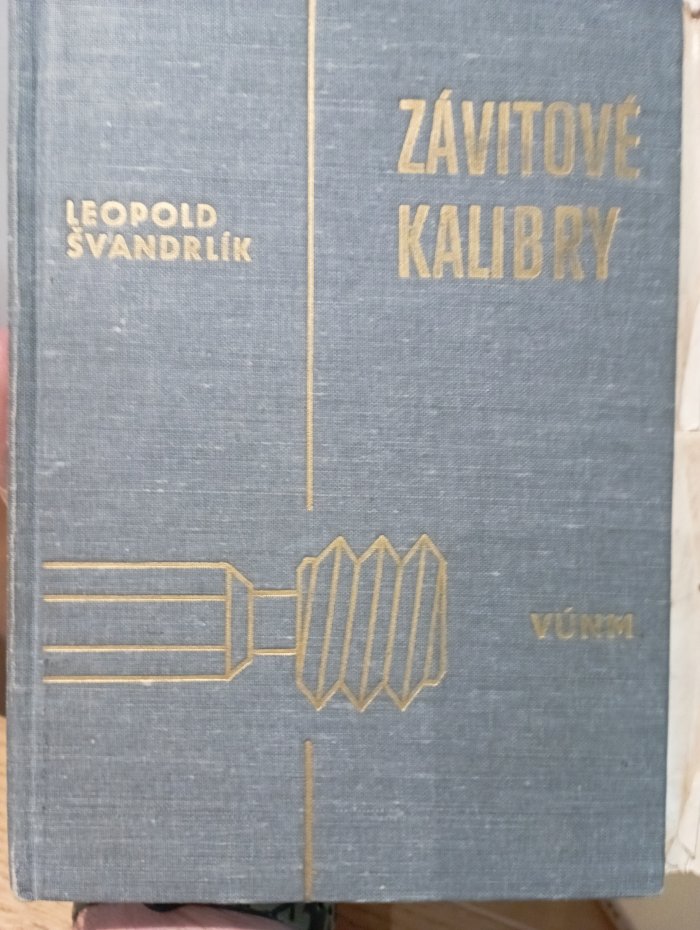 LEOPOLD
ŠVANDRLÍK
ZÁVITOVÉ
KALIBRY
VÚNM